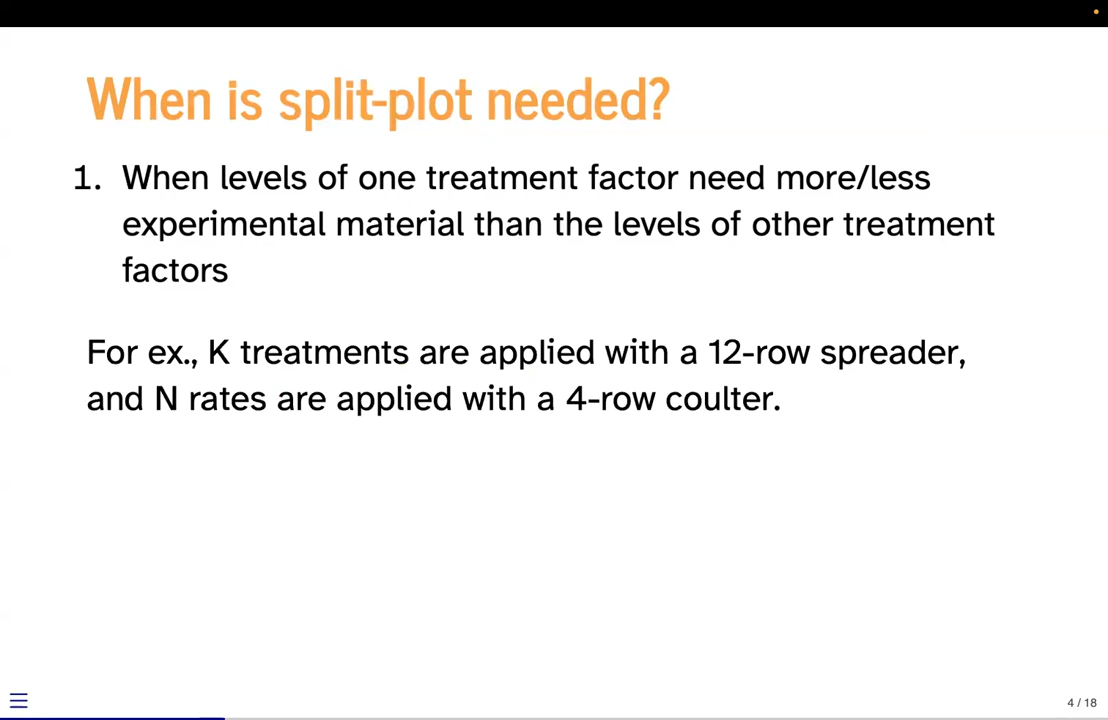 When is split-plot needed?
1. When levels of one treatment factor need more/less
experimental material than the levels of other treatment
factors
For ex., K treatments are applied with a 12-row spreader,
and N rates are applied with a 4-row coulter.
4 / 18